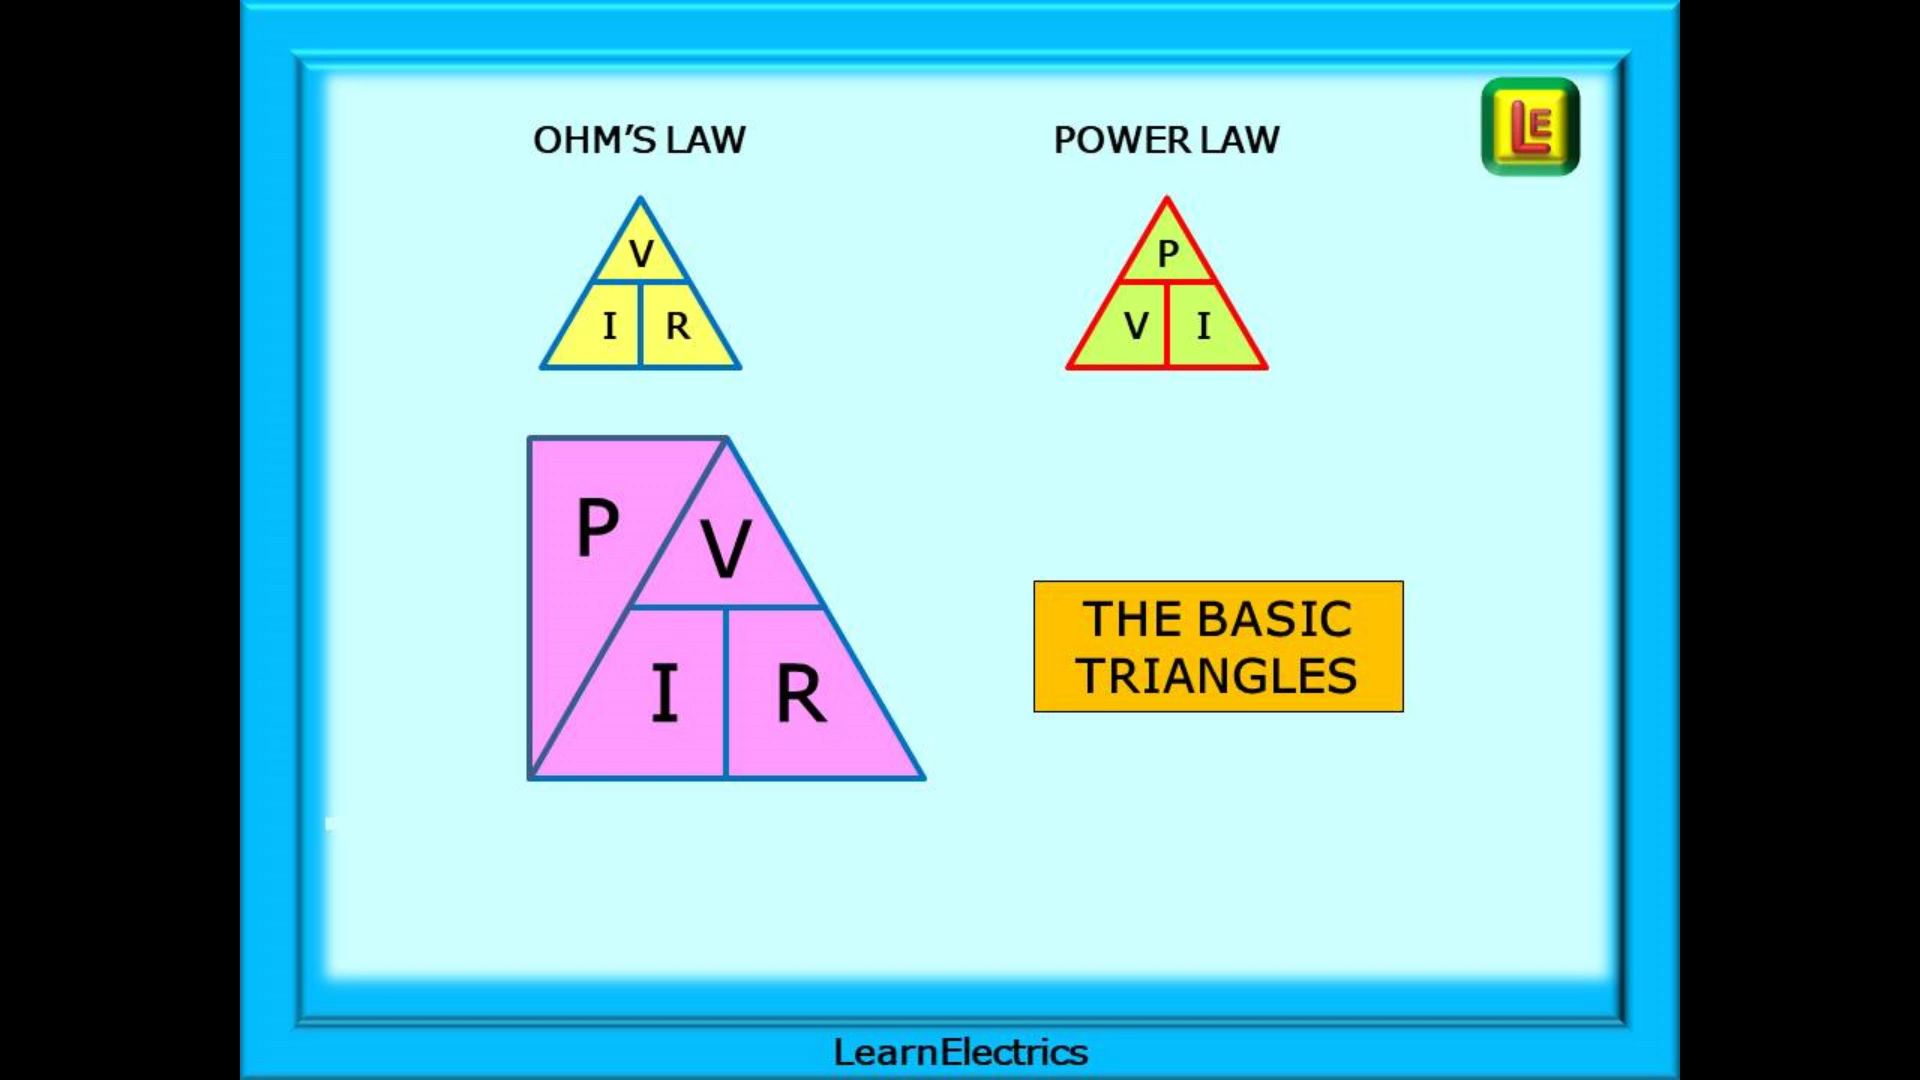 OHM’S LAW
POWER LAW
LE
V
I R
P
V I
P
V
I R
THE BASIC
TRIANGLES
LearnElectrics